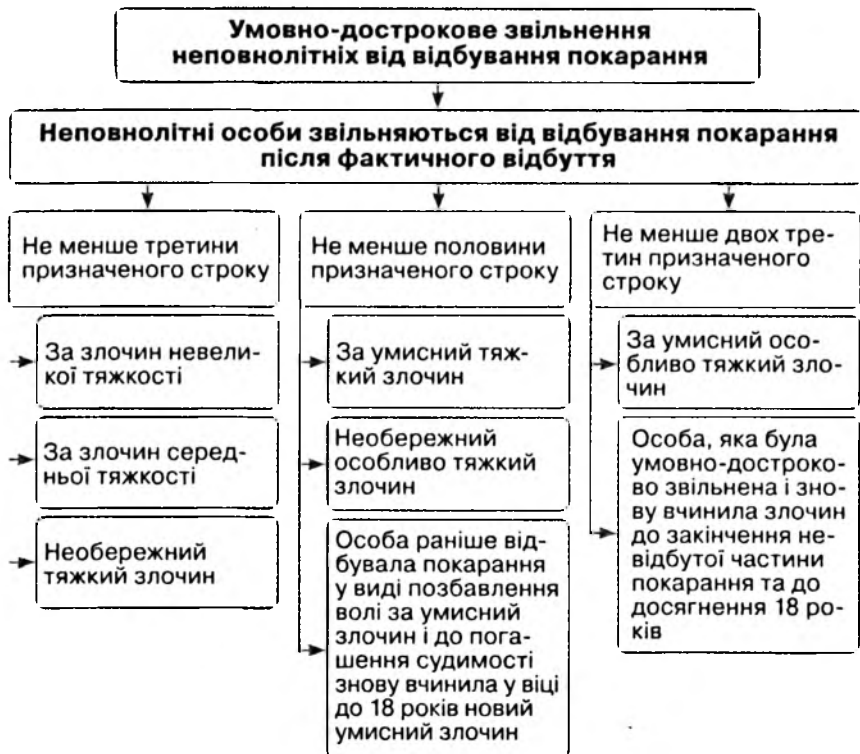 Умовно-дострокове звільнення
неповнолітніх від відбування покарання
Неповнолітні особи звільняються від відбування покарання
після фактичного відбуття
Не менше третини
призначеного строку
За злочин невели-
кої тяжкості
За злочин серед-
ньої тяжкості
Необережний
тяжкий злочин
Не менше половини
призначеного строку
За умисний тяж-
кий злочин
Необережний
особливо тяжкий
злочин
Особа раніше від-
бувала покарання
у виді позбавлення
волі за умисний
злочин і до пога-
шення судимості
знову вчинила у віці
до 18 років новий
умисний злочин
Не менше двох тре-
тин призначеного
строку
За умисний осо-
бливо тяжкий зло-
чин
Особа, яка була
умовно-достроко-
во звільнена і зно-
ву вчинила злочин
до закінчення не-
відбутої частини
покарання та до
досягнення 18 ро-
ків